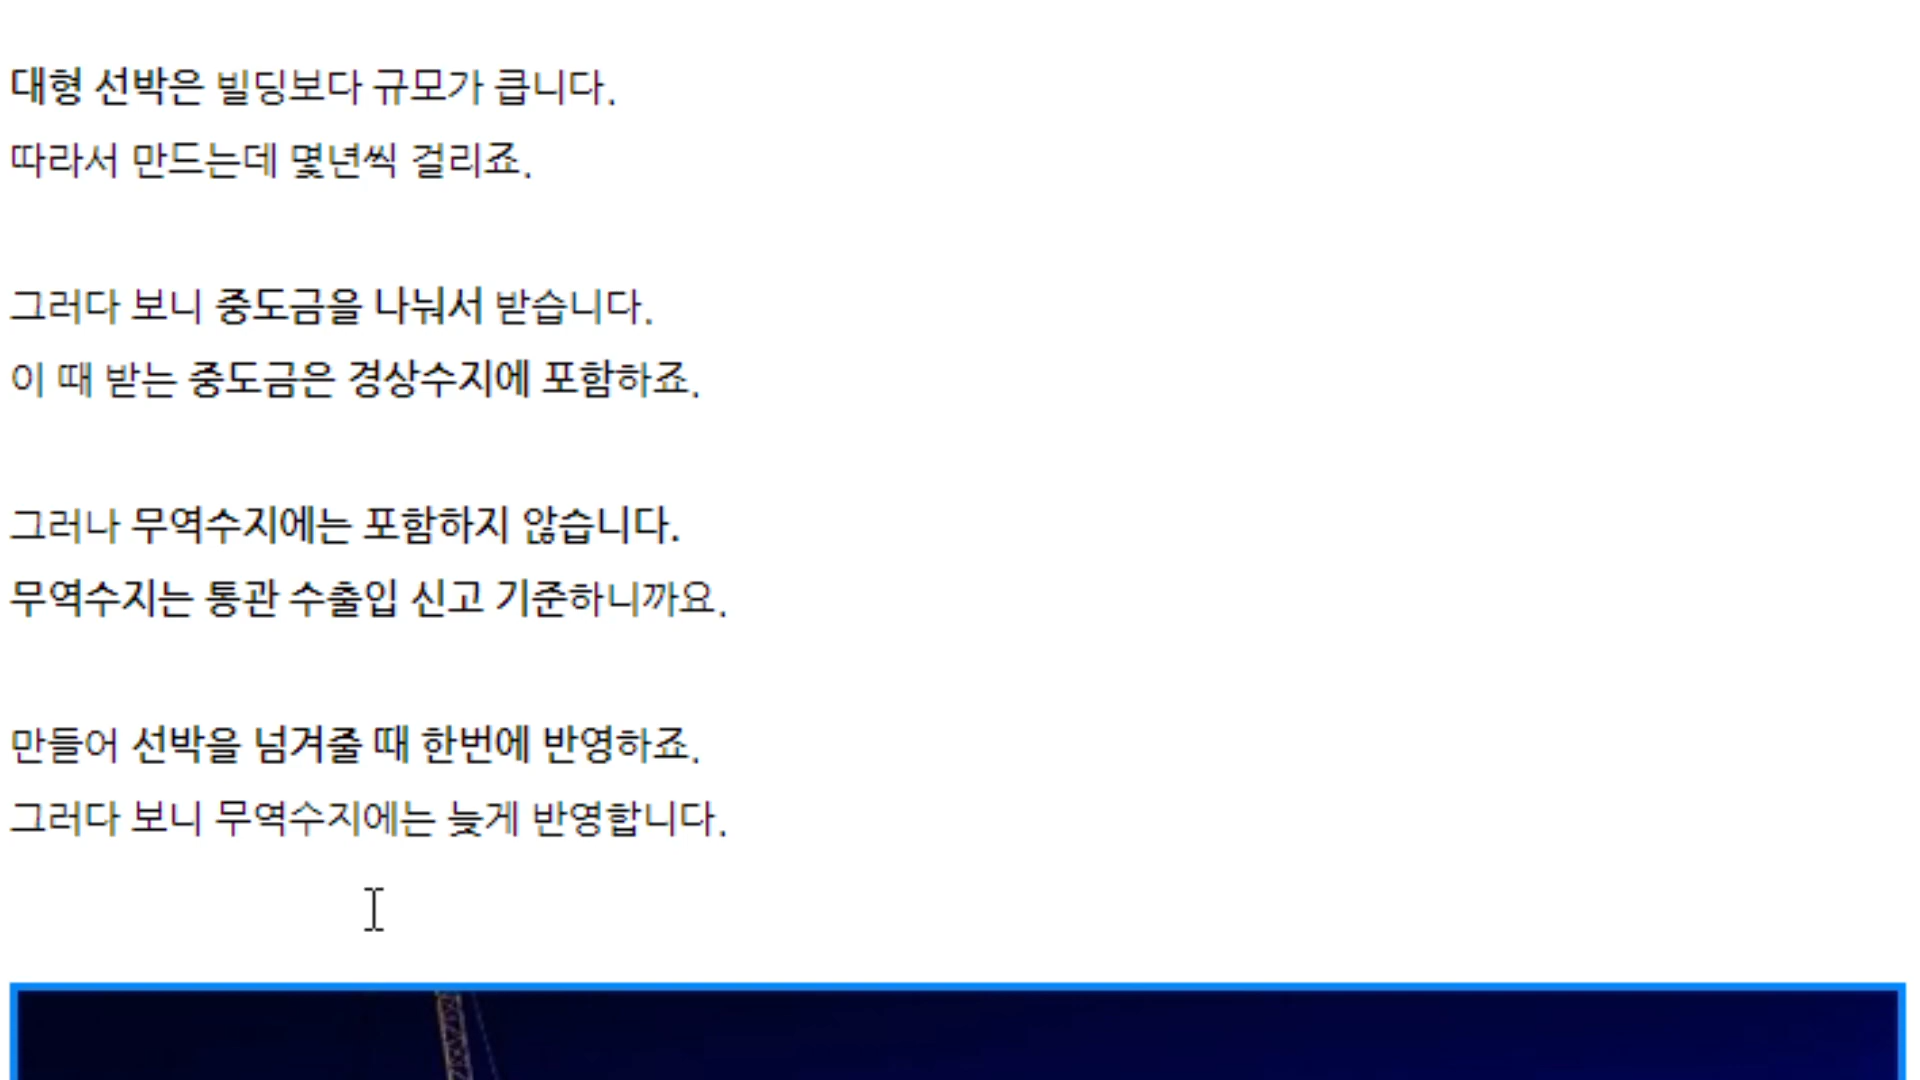 대형 선박은 빌딩보다 규모가 큽니다.
따라서 만드는데 몇년씩 걸리죠.
그러다 보니 중도금을 나눠서 받습니다.
이 때 받는 중도금은 경상수지에 포함하죠.
그러나 무역수지에는 포함하지 않습니다.
무역수지는 통관 수출입 신고 기준하니까요.
만들어 선박을 넘겨줄 때 한번에 반영하죠.
그러다 보니 무역수지에는 늦게 반영합니다.